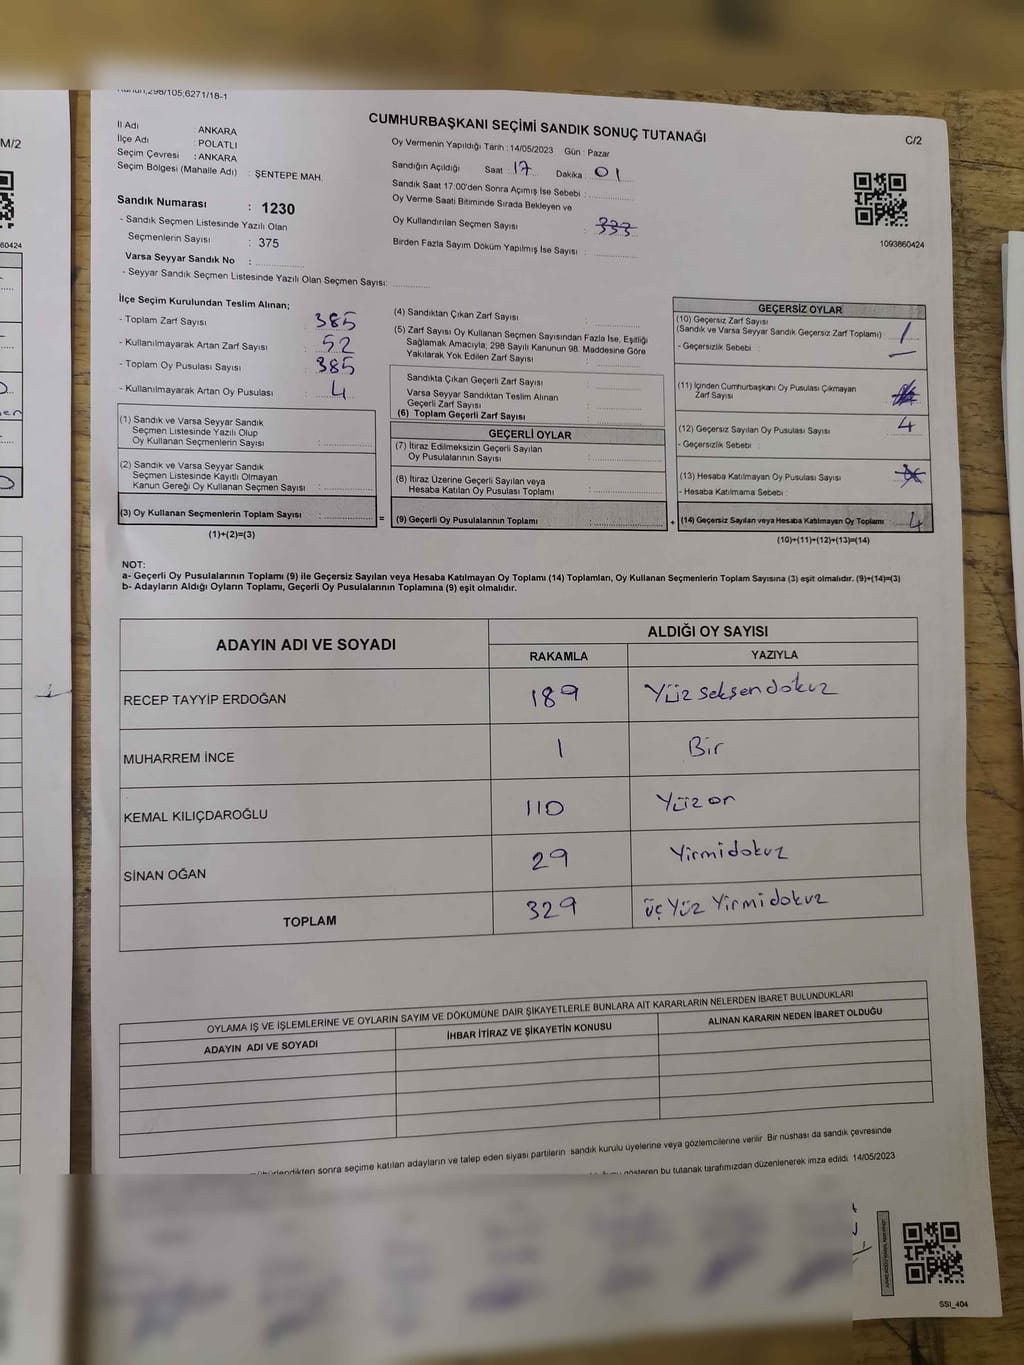 Kanun,298/105;6271/18-1
CUMHURBAŞKANI SEÇİMİ SANDIK SONUÇ TUTANAĞI
C/2
M/2
İl Adı : ANKARA
İlçe Adı : POLATLI
Seçim Çevresi : ANKARA
Seçim Bölgesi (Mahalle Adı) : ŞENTEPE MAH.
Oy Vermenin Yapıldığı Tarih : 14/05/2023 Gün : Pazar
Sandığın Açıldığı Saat : 17 Dakika : 01
Sandık Saat 17:00'den Sonra Açımış İse Sebebi :
Oy Verme Saati Bitiminde Sırada Bekleyen ve
Oy Kullandırılan Seçmen Sayısı : 333
Birden Fazla Sayım Döküm Yapılmış İse Sayısı :
1093860424
60424
Sandık Numarası : 1230
- Sandık Seçmen Listesinde Yazılı Olan
Seçmenlerin Sayısı : 375
Varsa Seyyar Sandık No :
- Seyyar Sandık Seçmen Listesinde Yazılı Olan Seçmen Sayısı:
İlçe Seçim Kurulundan Teslim Alınan;
- Toplam Zarf Sayısı : 385
- Kullanılmayarak Artan Zarf Sayısı : 52
- Toplam Oy Pusulası Sayısı : 385
- Kullanılmayarak Artan Oy Pusulası : 4
(1) Sandık ve Varsa Seyyar Sandık
Seçmen Listesinde Yazılı Olup
Oy Kullanan Seçmenlerin Sayısı :
(2) Sandık ve Varsa Seyyar Sandık
Seçmen Listesinde Kayıtlı Olmayan
Kanun Gereği Oy Kullanan Seçmen Sayısı :
(3) Oy Kullanan Seçmenlerin Toplam Sayısı :
(1)+(2)=(3)
(4) Sandıktan Çıkan Zarf Sayısı :
(5) Zarf Sayısı Oy Kullanan Seçmen Sayısından Fazla İse, Eşitliği
Sağlamak Amacıyla, 298 Sayılı Kanunun 98. Maddesine Göre
Yakılarak Yok Edilen Zarf Sayısı :
Sandıkta Çıkan Geçerli Zarf Sayısı :
Varsa Seyyar Sandıktan Teslim Alınan
Geçerli Zarf Sayısı :
(6) Toplam Geçerli Zarf Sayısı :
GEÇERLİ OYLAR
(7) İtiraz Edilmeksizin Geçerli Sayılan
Oy Pusulalarının Sayısı :
(8) İtiraz Üzerine Geçerli Sayılan veya
Hesaba Katılan Oy Pusulası Toplamı :
= (9) Geçerli Oy Pusulalarının Toplamı :
GEÇERSİZ OYLAR
(10) Geçersiz Zarf Sayısı
(Sandık ve Varsa Seyyar Sandık Geçersiz Zarf Toplamı) :
- Geçersizlik Sebebi :
(11) İçinden Cumhurbaşkanı Oy Pusulası Çıkmayan
Zarf Sayısı :
(12) Geçersiz Sayılan Oy Pusulası Sayısı : 4
- Geçersizlik Sebebi :
(13) Hesaba Katılmayan Oy Pusulası Sayısı :
- Hesaba Katılmama Sebebi :
+ (14) Geçersiz Sayılan veya Hesaba Katılmayan Oy Toplamı : 4
(10)+(11)+(12)+(13)=(14)
NOT:
a- Geçerli Oy Pusulalarının Toplamı (9) ile Geçersiz Sayılan veya Hesaba Katılmayan Oy Toplamı (14) Toplamları, Oy Kullanan Seçmenlerin Toplam Sayısına (3) eşit olmalıdır. (9)+(14)=(3)
b- Adayların Aldığı Oyların Toplamı, Geçerli Oy Pusulalarının Toplamına (9) eşit olmalıdır.
ADAYIN ADI VE SOYADI ALDIĞI OY SAYISI
RAKAMLA YAZIYLA
RECEP TAYYİP ERDOĞAN 189 Yüz seksen dokuz
MUHARREM İNCE 1 Bir
KEMAL KILIÇDAROĞLU 110 Yüz on
SİNAN OĞAN 29 Yirmidokuz
TOPLAM 329 üç Yüz Yirmidokuz
OYLAMA İŞ VE İŞLEMLERİNE VE OYLARIN SAYIM VE DÖKÜMÜNE DAİR ŞİKAYETLERLE BUNLARA AİT KARARLARIN NELERDEN İBARET BULUNDUKLARI
ADAYIN ADI VE SOYADI İHBAR İTİRAZ VE ŞİKAYETİN KONUSU ALINAN KARARIN NEDEN İBARET OLDUĞU
sonra seçime katılan adayların ve talep eden siyasi partilerin sandık kurulu üyelerine veya gözlemcilerine verilir. Bir nüshası da sandık çevresinde
gösteren bu tutanak tarafımızdan düzenlenerek imza edildi. 14/05/2023
SSI_404